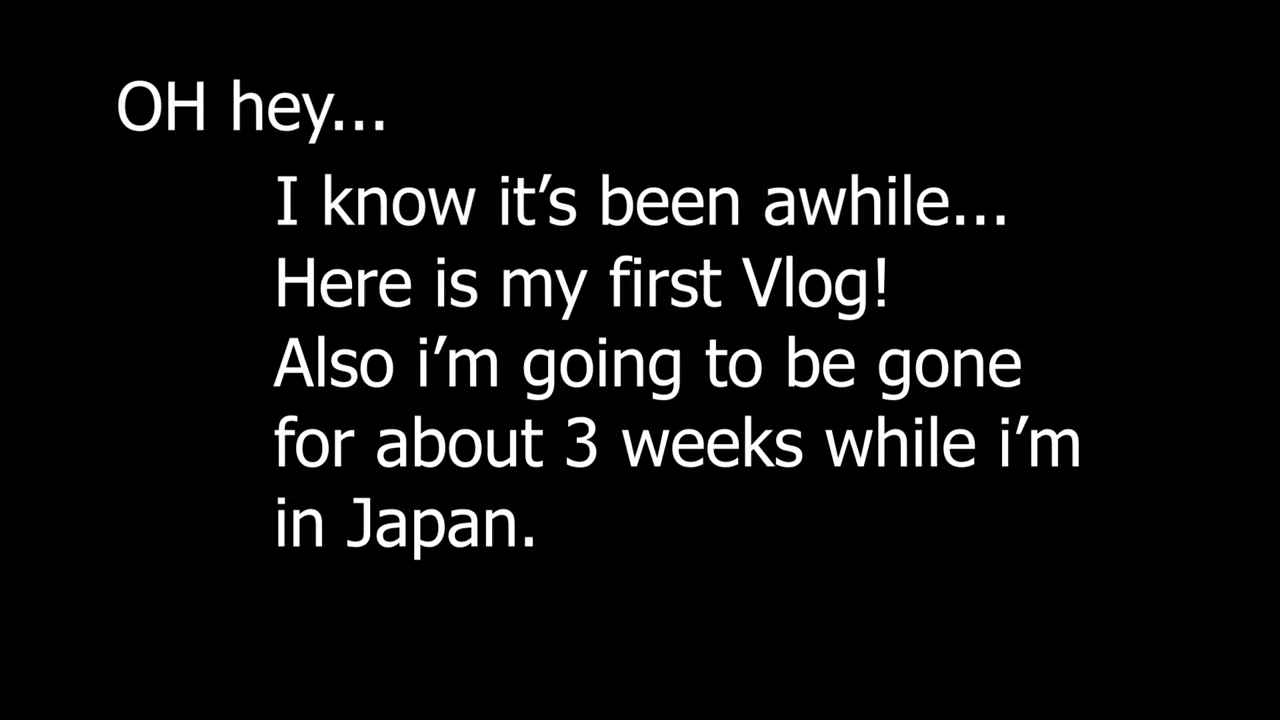 OH hey...
I know it’s been awhile...
Here is my first Vlog!
Also i’m going to be gone
for about 3 weeks while i’m
in Japan.